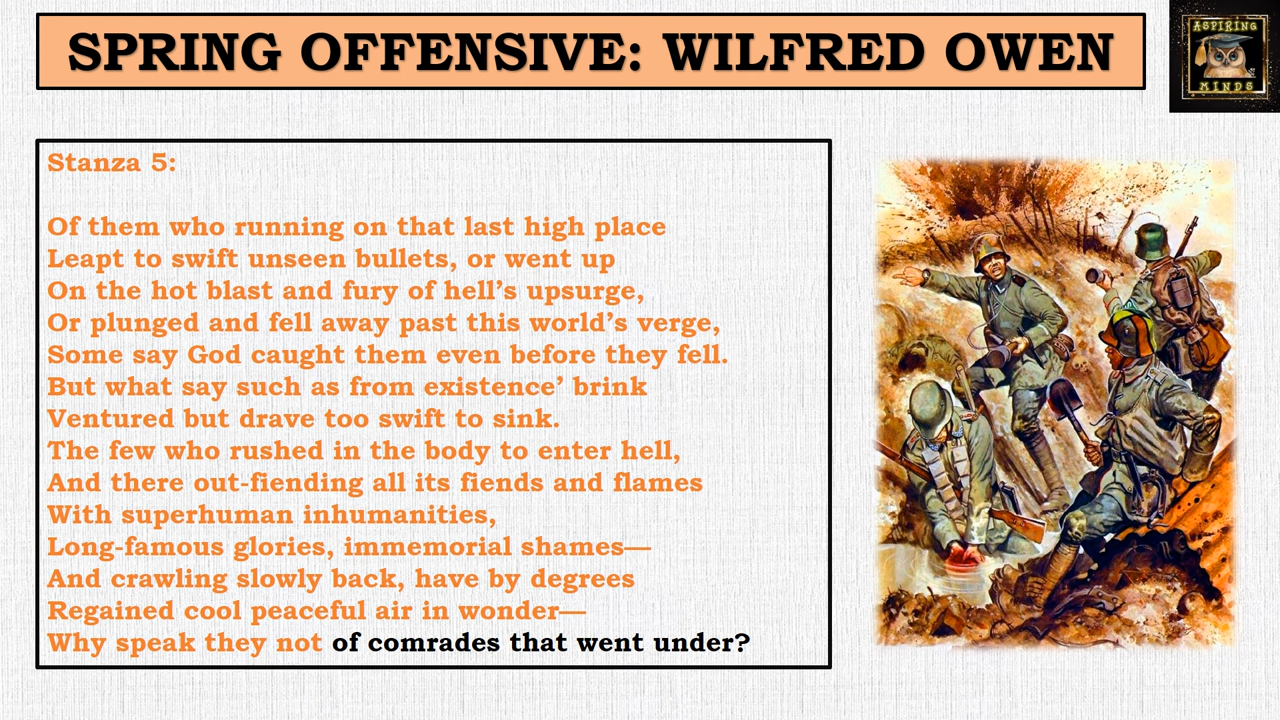 SPRING OFFENSIVE: WILFRED OWEN
ASPIRING
MINDS
Stanza 5:
Of them who running on that last high place
Leapt to swift unseen bullets, or went up
On the hot blast and fury of hell’s upsurge,
Or plunged and fell away past this world’s verge,
Some say God caught them even before they fell.
But what say such as from existence’ brink
Ventured but drave too swift to sink.
The few who rushed in the body to enter hell,
And there out-fiending all its fiends and flames
With superhuman inhumanities,
Long-famous glories, immemorial shames—
And crawling slowly back, have by degrees
Regained cool peaceful air in wonder—
Why speak they not of comrades that went under?